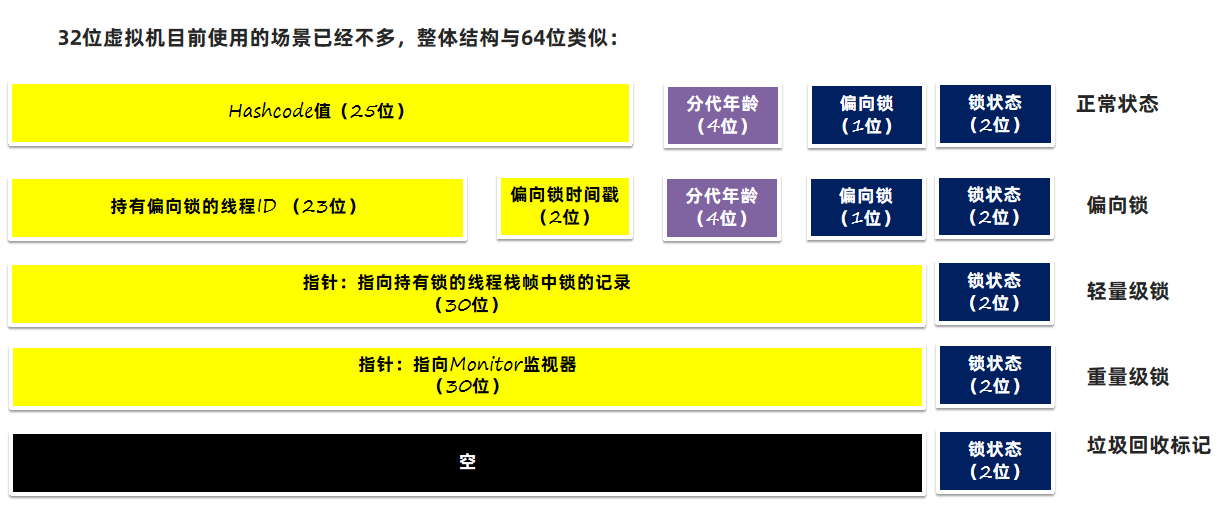 32位虚拟机目前使用的场景已经不多，整体结构与64位类似：
Hashcode值（25位）
分代年龄
（4位）
偏向锁
（1位）
锁状态
（2位）
正常状态
持有偏向锁的线程ID （23位）
偏向锁时间戳
（2位）
分代年龄
（4位）
偏向锁
（1位）
锁状态
（2位）
偏向锁
指针：指向持有锁的线程栈帧中锁的记录
（30位）
锁状态
（2位）
轻量级锁
指针：指向Monitor监视器
（30位）
锁状态
（2位）
重量级锁
空
锁状态
（2位）
垃圾回收标记